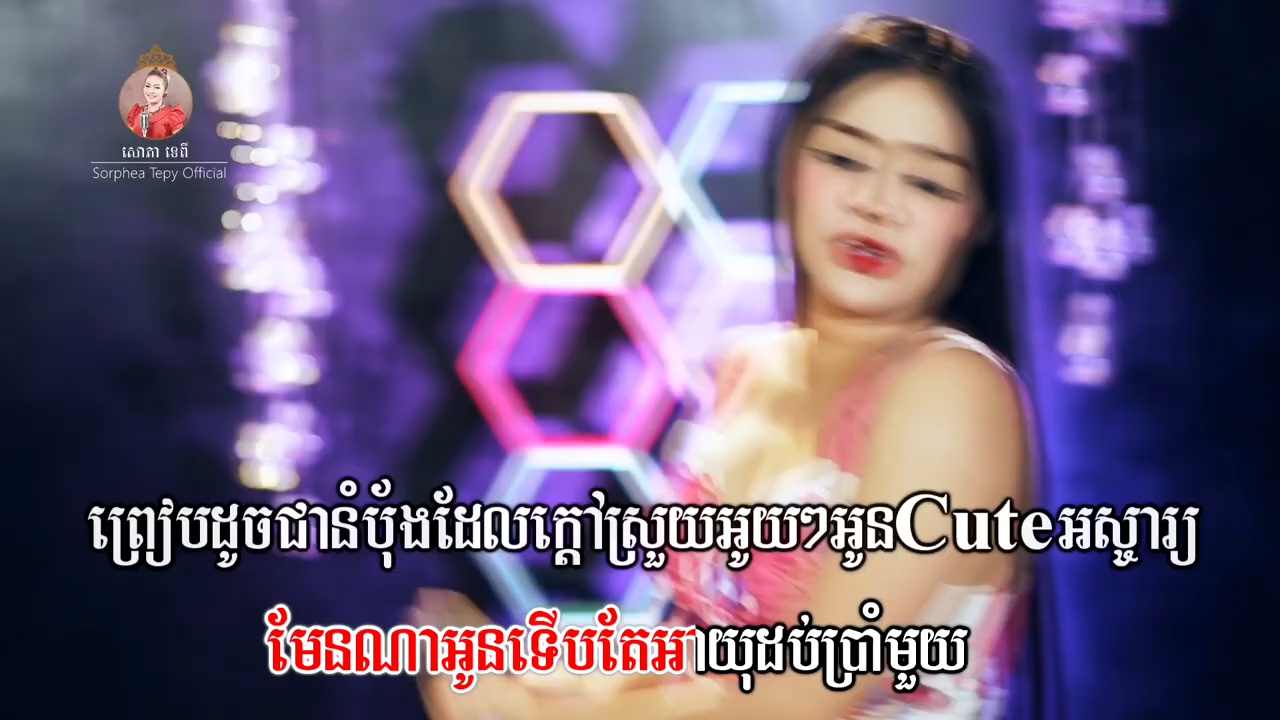 សោភា ទេពី
Sorphea Tepy Official
ព្រៀបដូចជានំប៉័ងដែលក្ដៅស្រួយអូយៗអូនCuteអស្ចារ្យ
មែនណាអូនទើបតែអាយុដប់ប្រាំមួយ